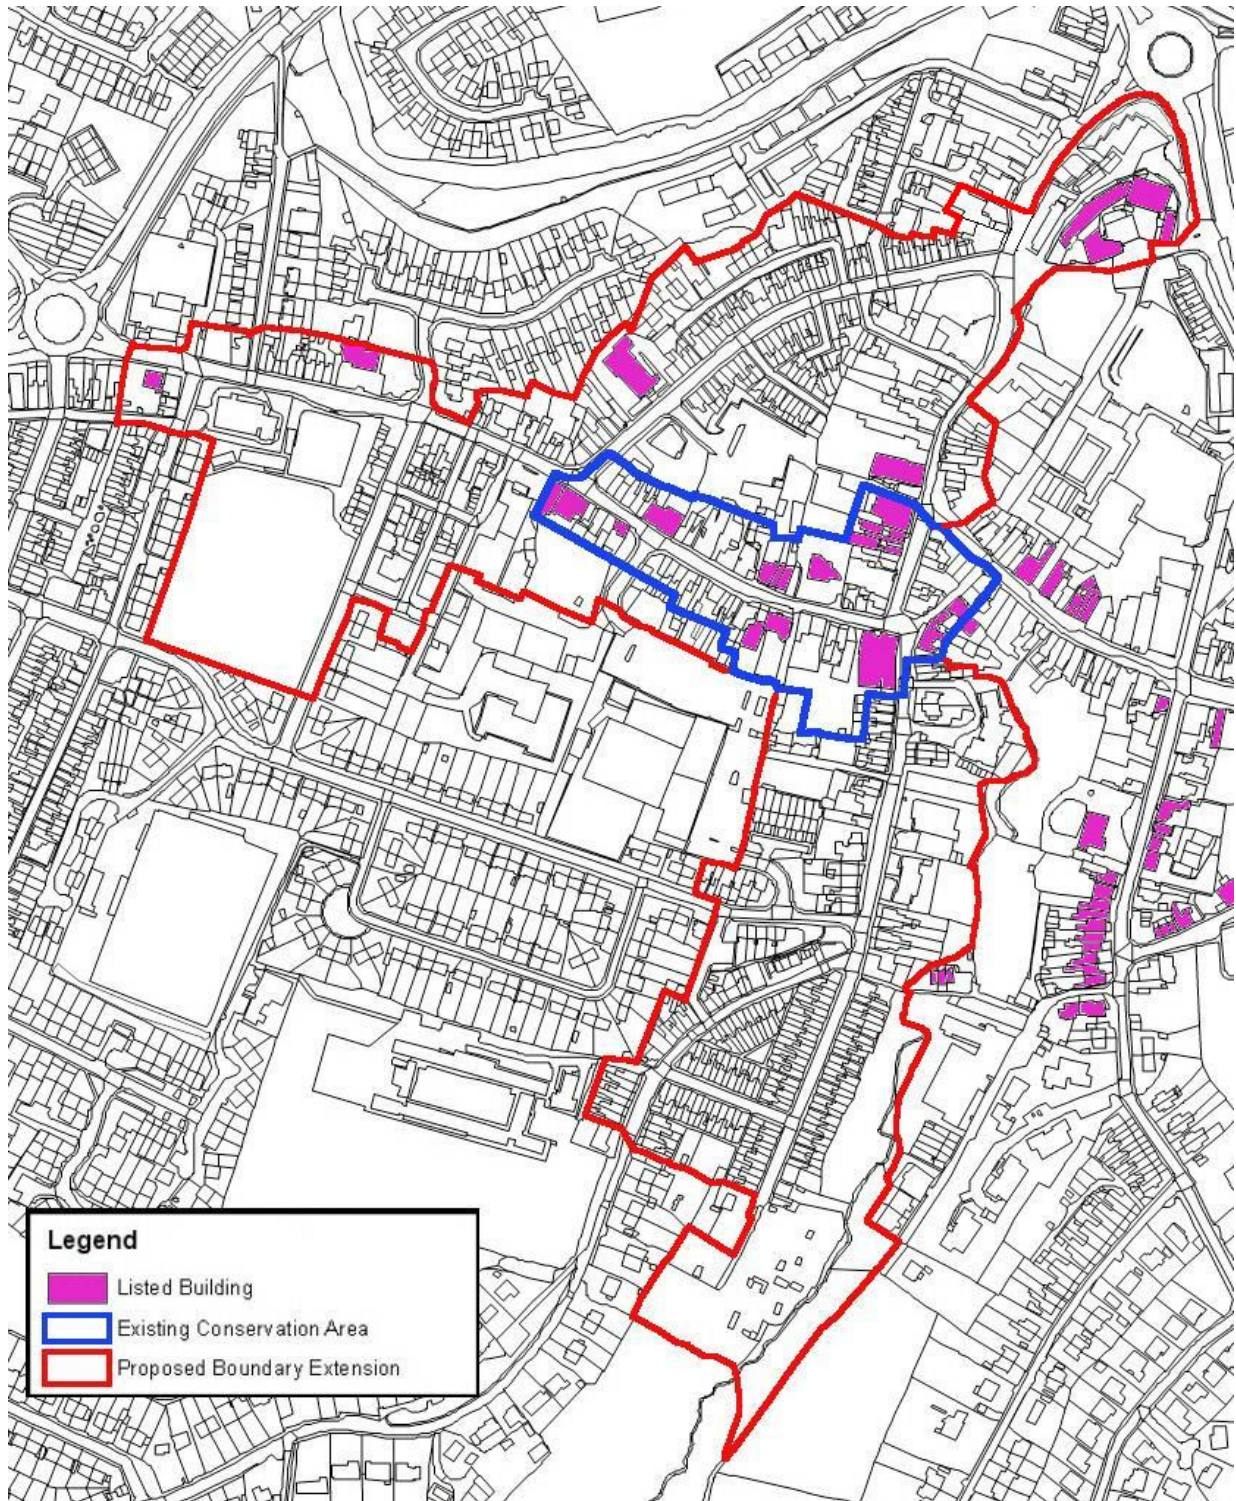 Legend
Listed Building
Existing Conservation Area
Proposed Boundary Extension